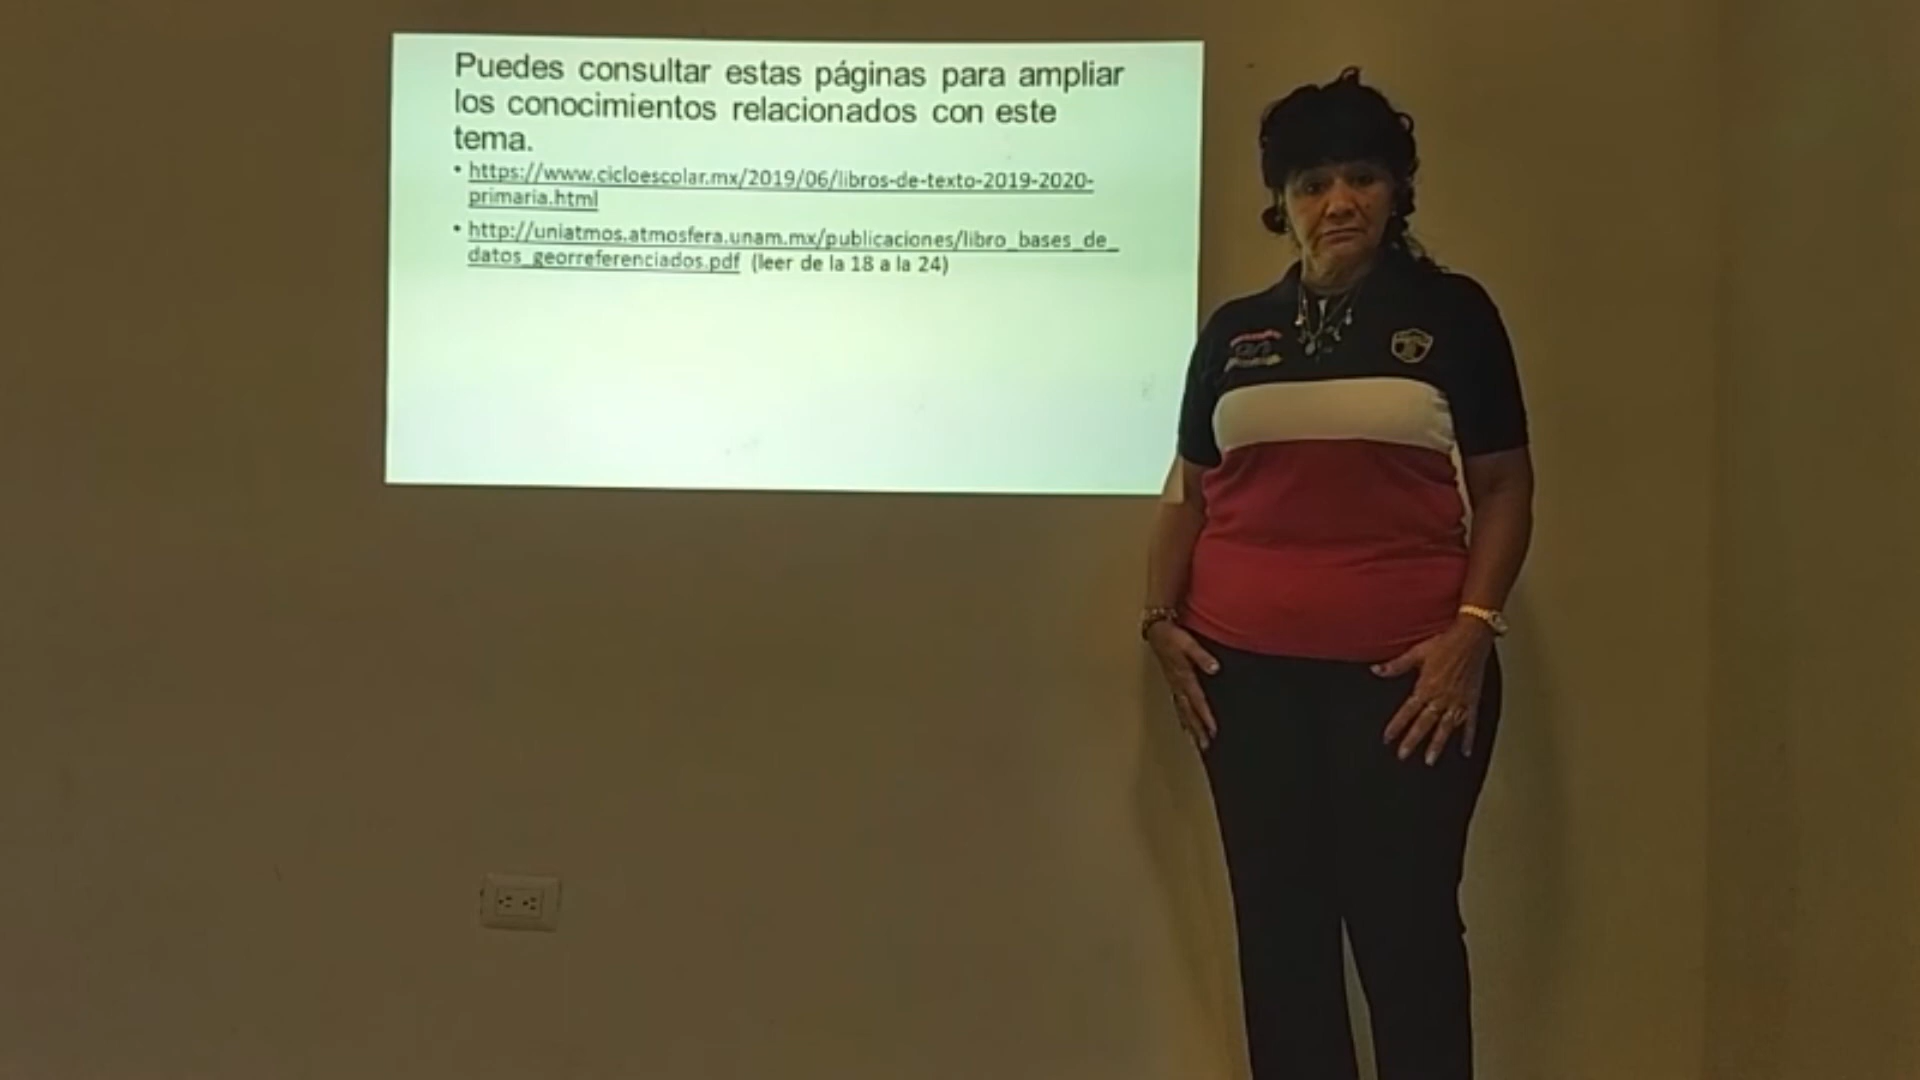 Puedes consultar estas páginas para ampliar
los conocimientos relacionados con este
tema.
• https://www.cicloescolar.mx/2019/06/libros-de-texto-2019-2020-
primaria.html
• http://uniatmos.atmosfera.unam.mx/publicaciones/libro_bases_de_
datos_georreferenciados.pdf (leer de la 18 a la 24)